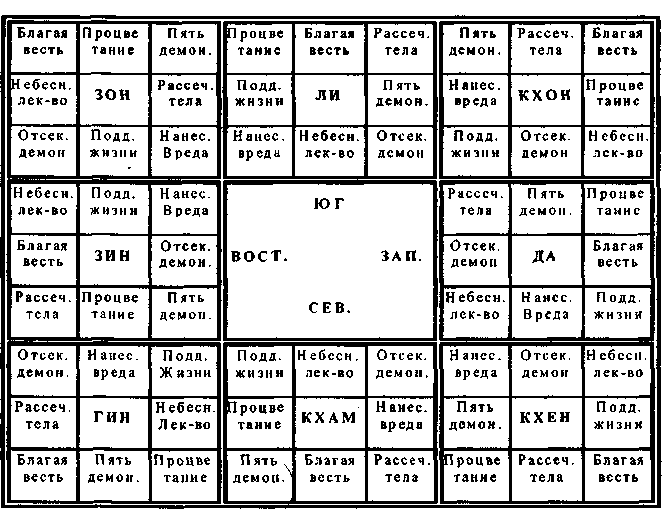 Благая Процве Пять Процве Благая Рассеч. Пять Рассеч. Благая
весть тание демон. тание весть тела демон. тела весть
Небесн. ЗОН Рассеч. Подд. ЛИ Пять Нанес. КХОН Процве
лек-во тела жизни демон. вреда тание
Отсек. Подд. Нанес. Нанес. Небесн. Отсек. Подд. Отсек. Небесн.
демон жизни Вреда вреда лек-во демон жизни демон лек-во
Небесн. Подд. Нанес. ЮГ Рассеч. Пять Процве
лек-во жизни Вреда тела демон. тание
Благая ЗИН Отсек. ВОСТ. ЗАП. Отсек. ДА Благая
весть демон. демон весть
Рассеч. Процве Пять СЕВ. Небесн. Нанес. Подд.
тела тание демон. лек-во Вреда жизни
Отсек. Нанес. Подд. Подд. Небесн. Отсек. Нанес. Отсек. Небесн.
демон. вреда Жизни жизни лек-во демон. вреда демон лек-во
Рассеч. ГИН Небесн. Процве КХАМ Нанес. Пять КХЕН Подд.
тела Лек-во тание вреда демон. жизни
Благая Пять Процве Пять Благая Рассеч. Процве Рассеч. Благая
весть демон. тание демон. весть тела тание тела весть